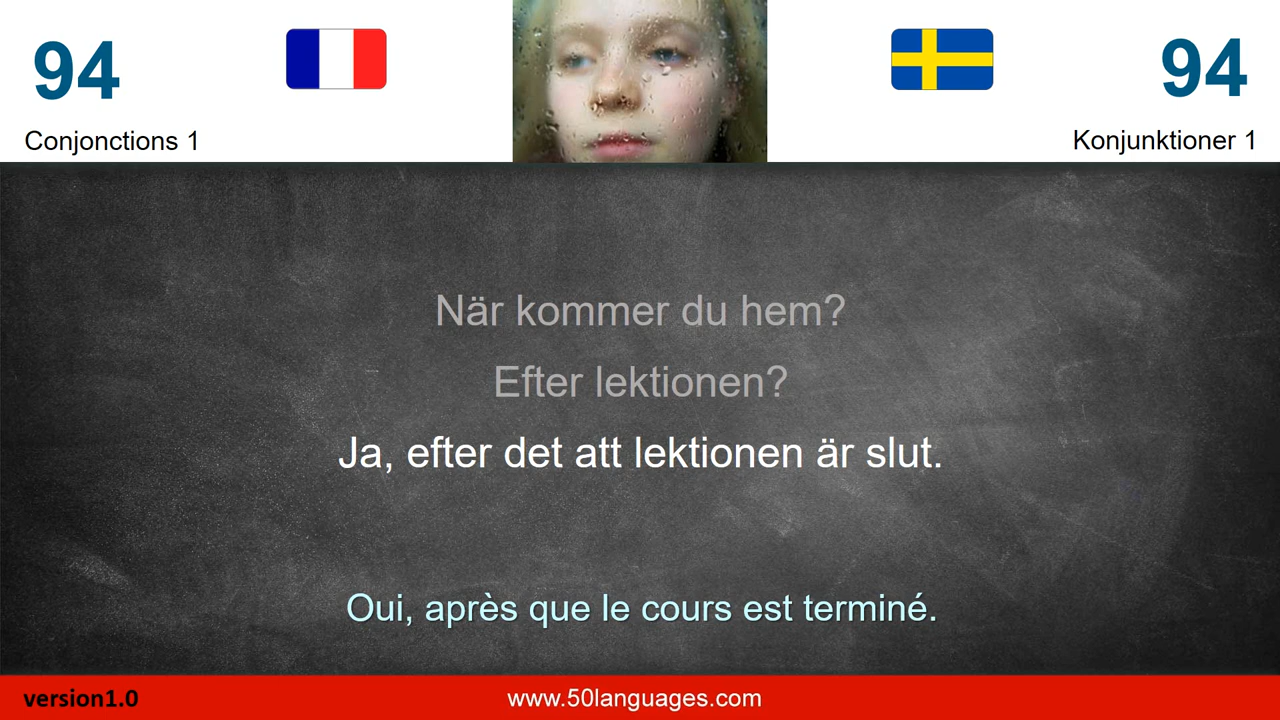 94
94
Conjonctions 1
Konjunktioner 1
När kommer du hem?
Efter lektionen?
Ja, efter det att lektionen är slut.
Oui, après que le cours est terminé.
version1.0
www.50languages.com